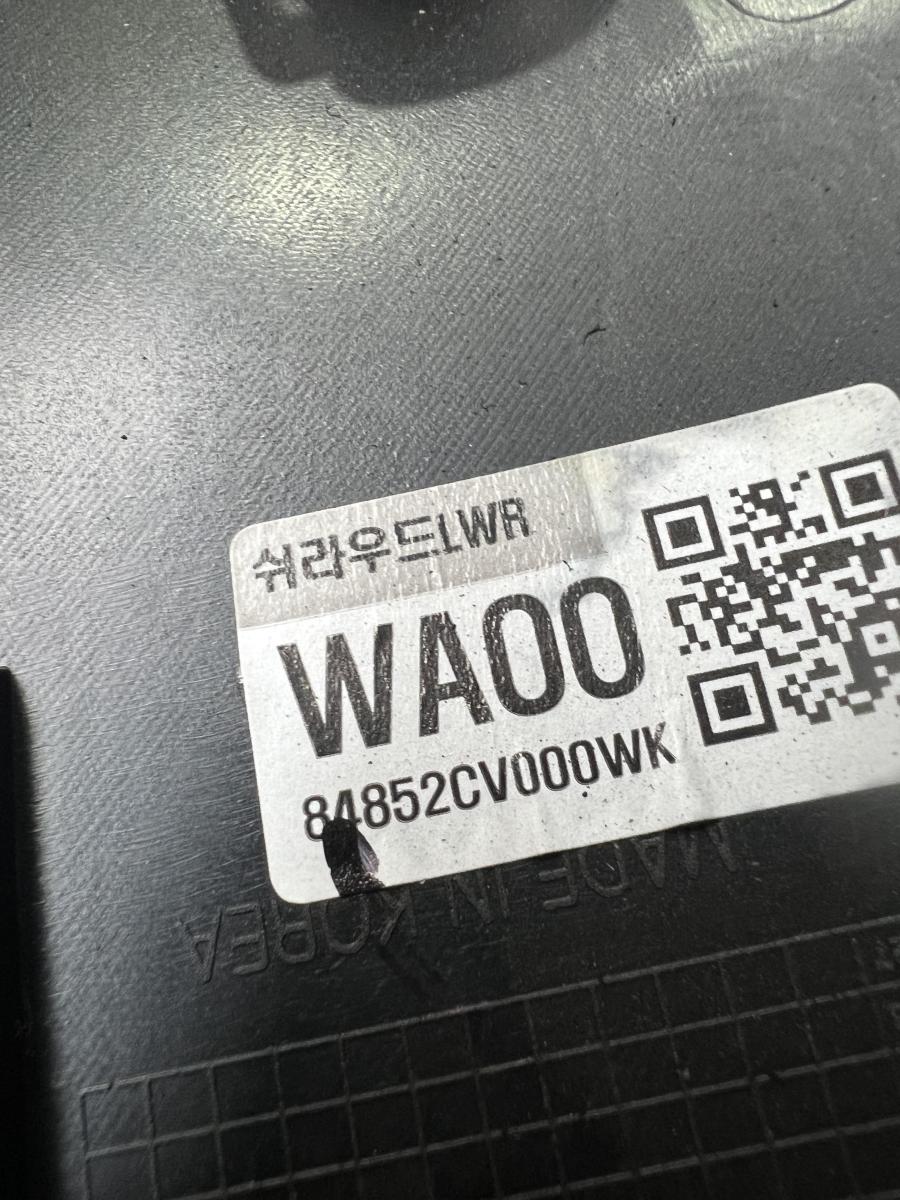 쉬라우드LWR
WA00
84852CV000WK
MADE IN KOREA